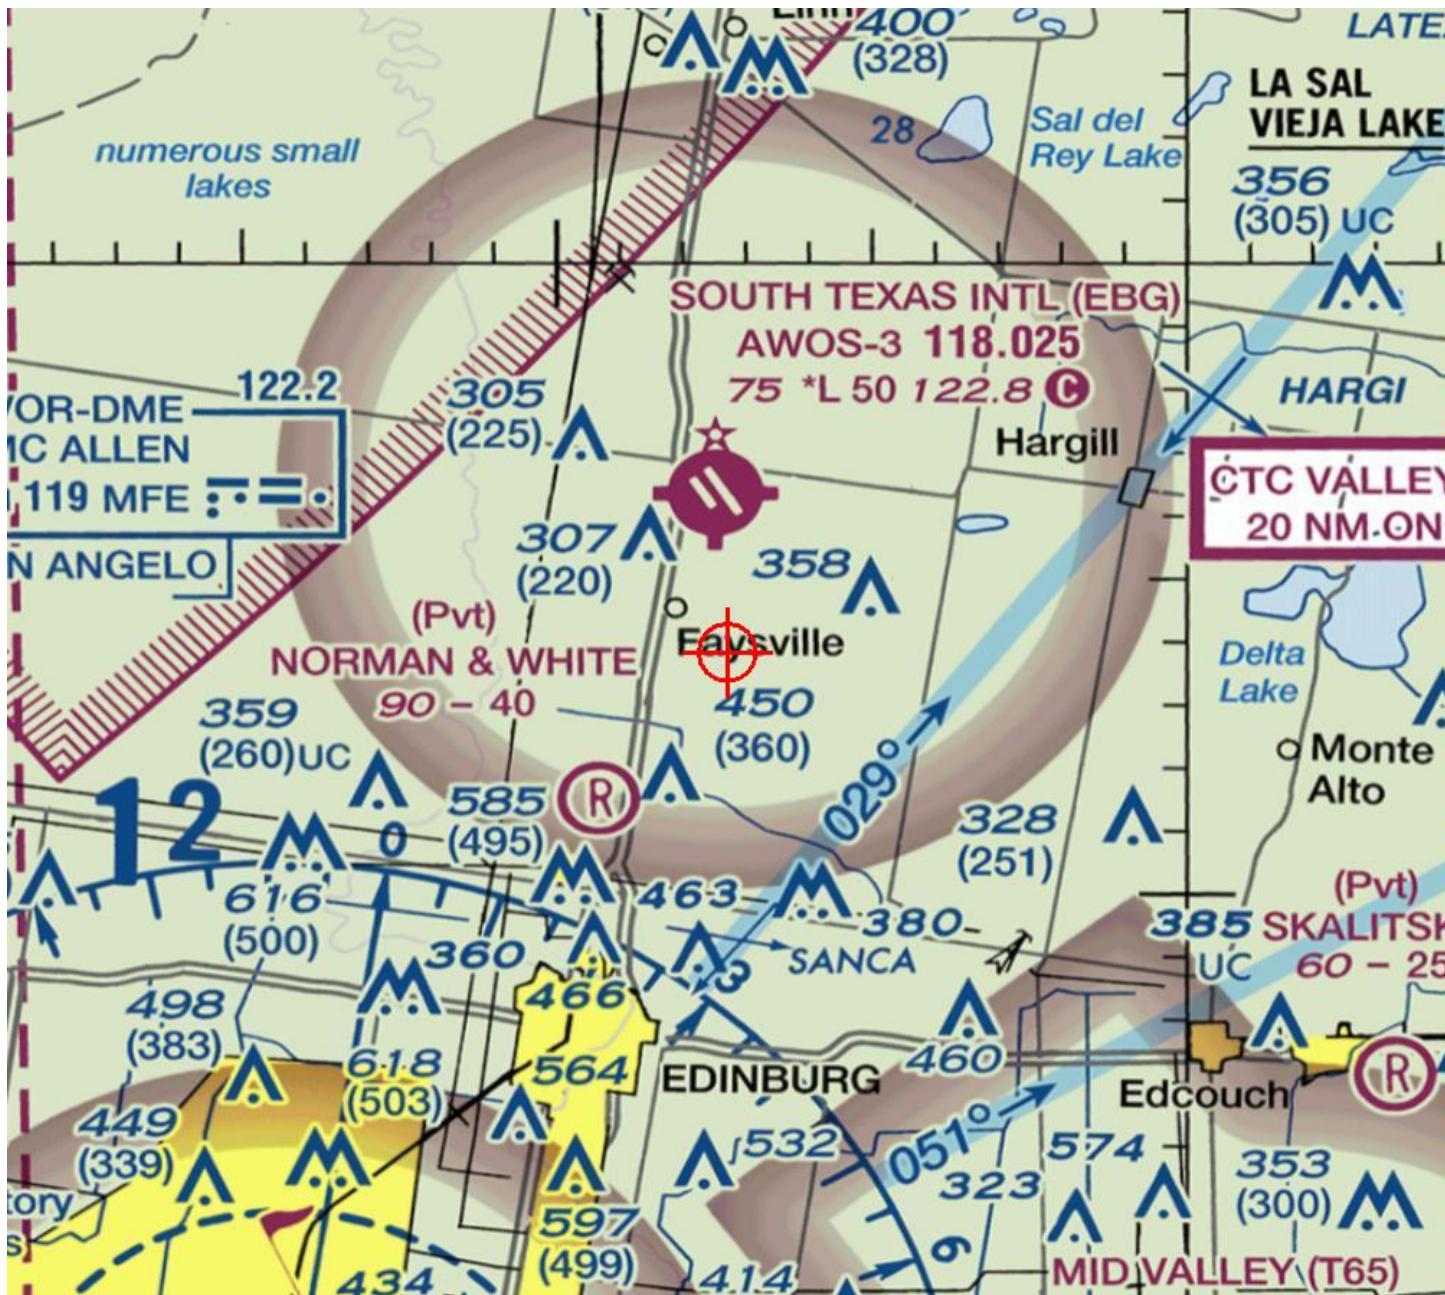 Linn
400
(328)
LATE
LA SAL
VIEJA LAKE
28
Sal del
Rey Lake
numerous small
lakes
356
(305) UC
SOUTH TEXAS INTL (EBG)
AWOS-3 118.025
75 *L 50 122.8 C
122.2
VOR-DME
MC ALLEN
119 MFE
N ANGELO
305
(225)
HARGI
Hargill
CTC VALLEY
20 NM ON
307
(220)
358
(Pvt)
NORMAN & WHITE
90 - 40
Faysville
450
(360)
Delta
Lake
359
(260) UC
Monte
Alto
12
0
585
(495)
R
029°
328
(251)
616
(500)
463
380
SANCA
3
(Pvt)
385
UC
SKALITSK
60 - 25
360
466
498
(383)
618
(503)
564
EDINBURG
460
Edcouch
R
449
(339)
532
051°
574
323
353
(300)
tory
s
597
(499)
6
434
414
MID VALLEY (T65)